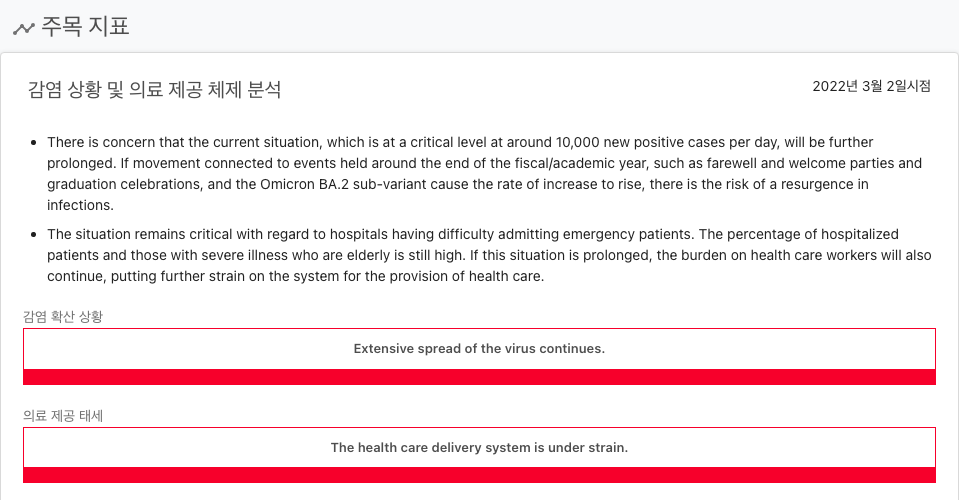 주목 지표
감염 상황 및 의료 제공 체제 분석
2022년 3월 2일시점
There is concern that the current situation, which is at a critical level at around 10,000 new positive cases per day, will be further
prolonged. If movement connected to events held around the end of the fiscal/academic year, such as farewell and welcome parties and
graduation celebrations, and the Omicron BA.2 sub-variant cause the rate of increase to rise, there is the risk of a resurgence in
infections.
The situation remains critical with regard to hospitals having difficulty admitting emergency patients. The percentage of hospitalized
patients and those with severe illness who are elderly is still high. If this situation is prolonged, the burden on health care workers will also
continue, putting further strain on the system for the provision of health care.
감염 확산 상황
Extensive spread of the virus continues.
의료 제공 태세
The health care delivery system is under strain.